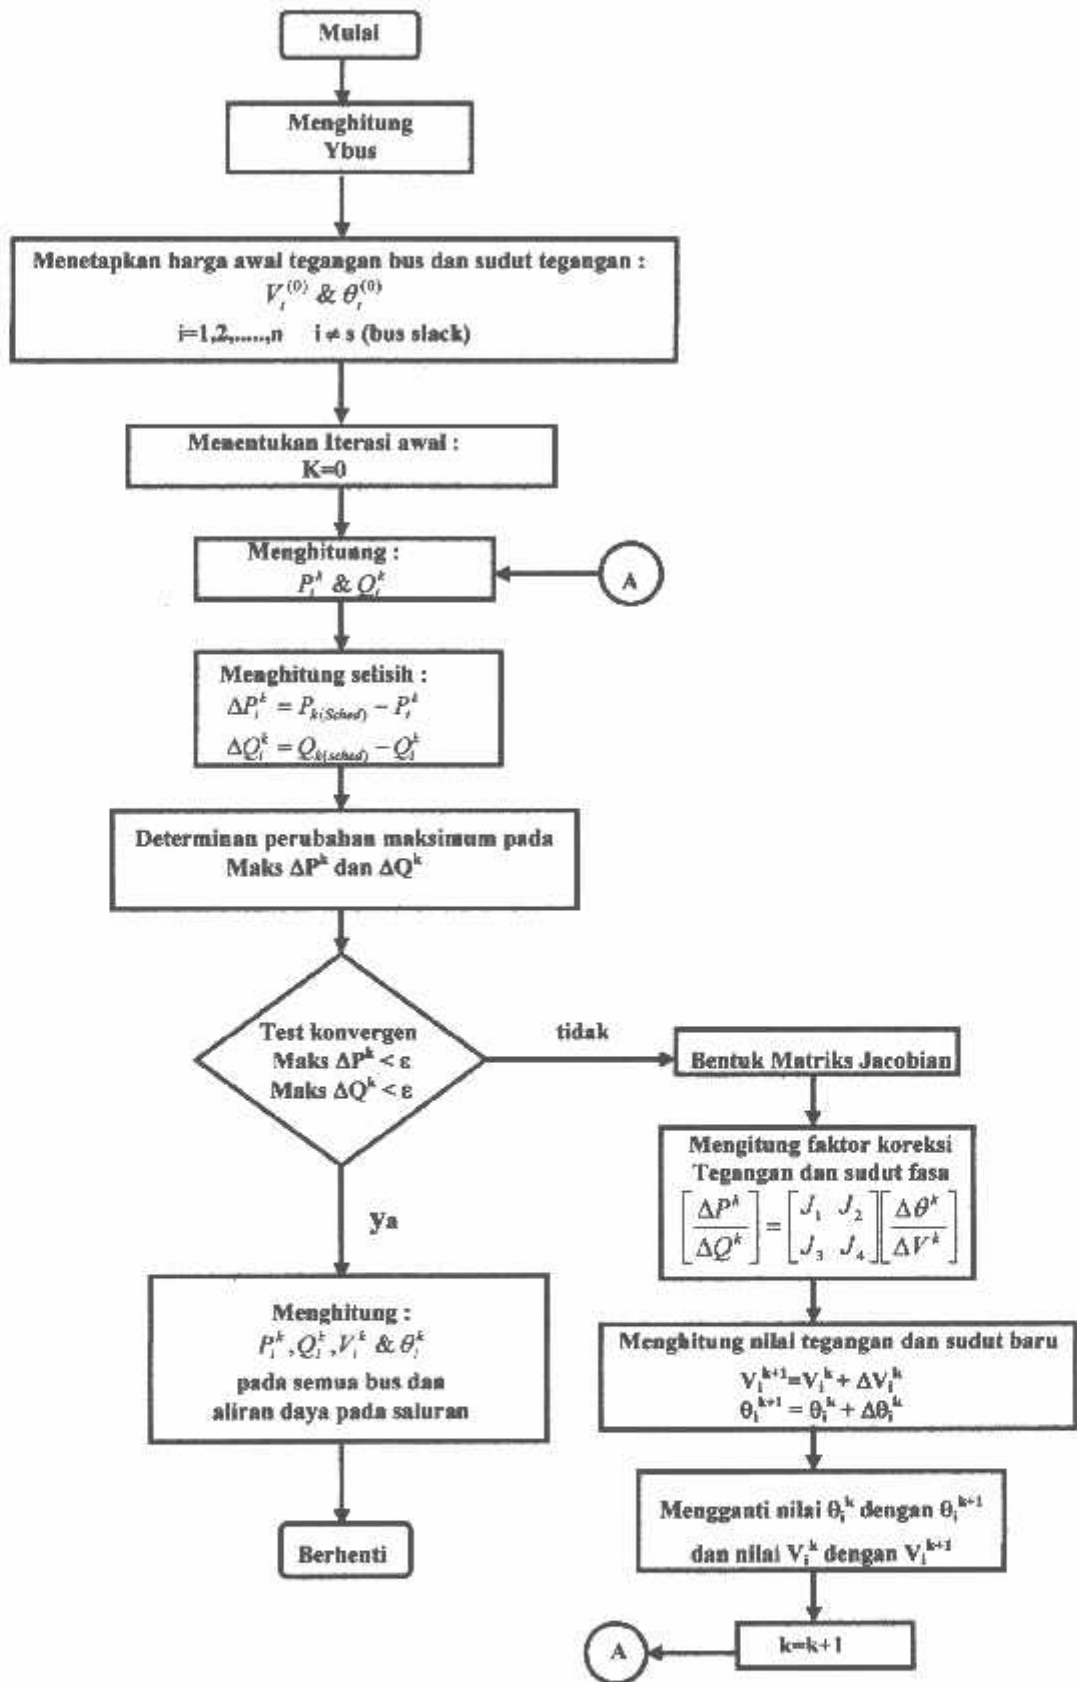 Mulai
Menghitung
Ybus
Menetapkan harga awal tegangan bus dan sudut tegangan :
V_i^(0) & θ_i^(0)
i=1,2,.....,n i ≠ s (bus slack)
Menentukan Iterasi awal :
K=0
Menghituang :
P_i^k & Q_i^k
A
Menghitung selisih :
ΔP_i^k = P_k(Sched) − P_i^k
ΔQ_i^k = Q_k(sched) − Q_i^k
Determinan perubahan maksimum pada
Maks ΔP^k dan ΔQ^k
Test konvergen
Maks ΔP^k < ε
Maks ΔQ^k < ε
tidak
ya
Bentuk Matriks Jacobian
Mengitung faktor koreksi
Tegangan dan sudut fasa
[ΔP^k / ΔQ^k] = [J_1 J_2 / J_3 J_4] [Δθ^k / ΔV^k]
Menghitung :
P_i^k , Q_i^k , V_i^k & θ_i^k
pada semua bus dan
aliran daya pada saluran
Berhenti
Menghitung nilai tegangan dan sudut baru
V_i^k+1=V_i^k + ΔV_i^k
θ_i^k+1 = θ_i^k + Δθ_i^k
Mengganti nilai θ_i^k dengan θ_i^k+1
dan nilai V_i^k dengan V_i^k+1
k=k+1
A